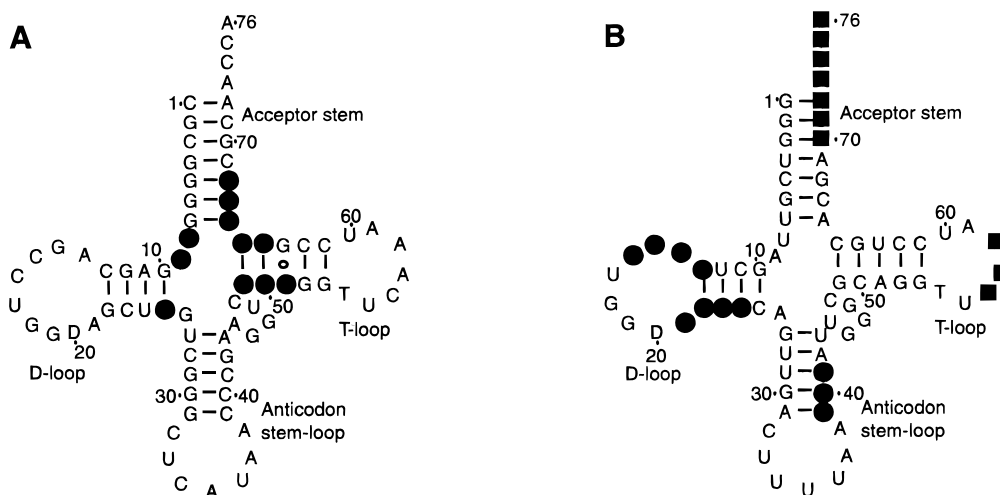 A
B
A·76
C
C
A
1·C – A
G – C
C – G·70
G – C
G –
G –
G –
Acceptor stem
10
G
A
G
C
A
G
C
C
U
G
G
D
20
A
G
C
U
D-loop
G C C
G G
60
U
A
A
A
C
U
T
T-loop
50
U
G
G
A
A
C
G
U – A
C – G
G – C
30·G – C·40
G – C
C
U
C
A
U
A
A
Anticodon
stem-loop
·76
1·G –
G –
G – ·70
U – A
C – G
G – C
U – A
Acceptor stem
U
A
10
G
C
U
C
A
U
G
G
D
20
D-loop
C G U C C
G C A G G
60
U
A
U
T
T-loop
50
G
G
G
C
U
U
G – U
U – A
U –
30·G – ·40
A –
C
U
U
U
U
A
A
Anticodon
stem-loop